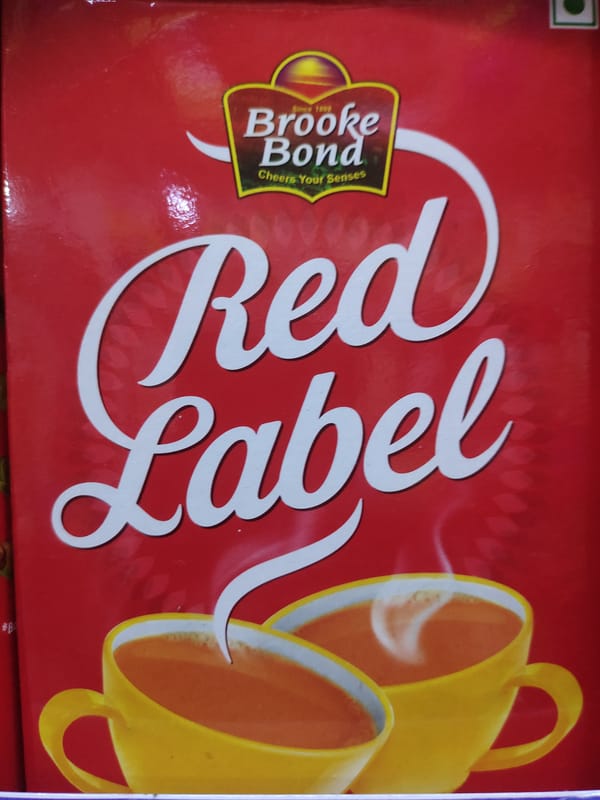 Since 1869
Brooke
Bond
Cheers Your Senses
Red
Label